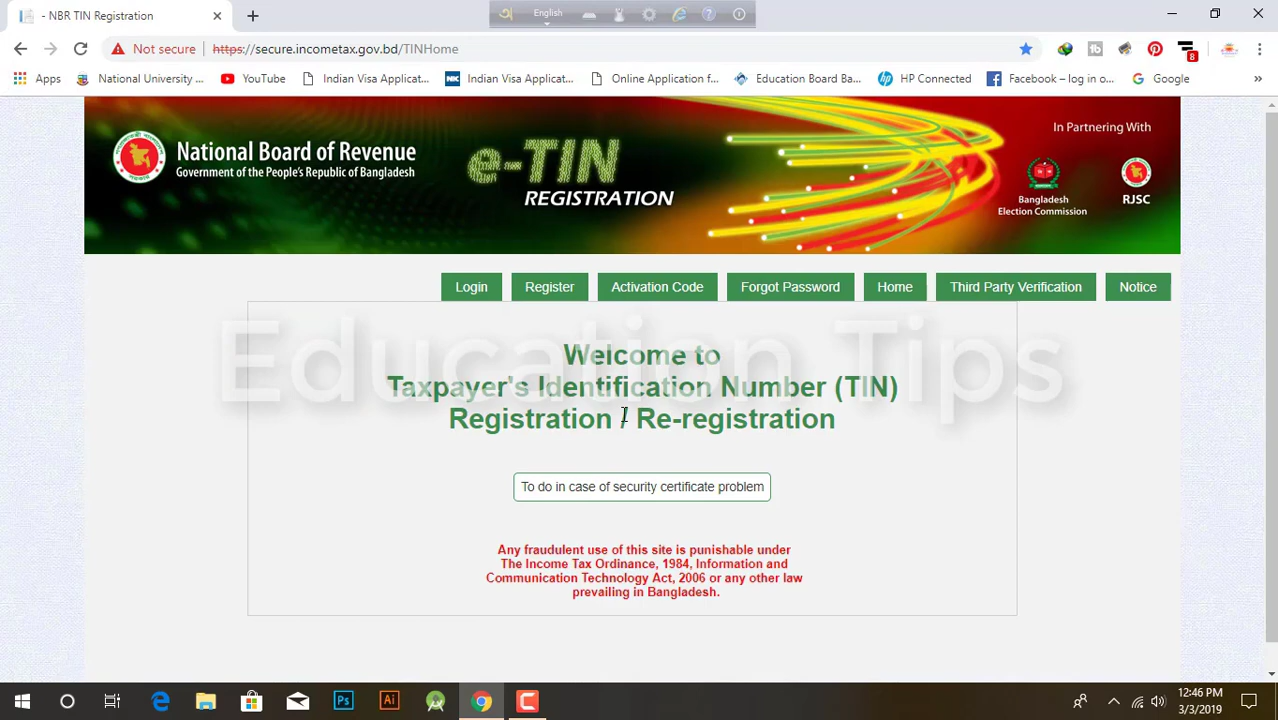 - NBR TIN Registration
English
Not secure
https://secure.incometax.gov.bd/TINHome
8
Apps
National University ...
YouTube
Indian Visa Applicat...
NK
Indian Visa Applicat...
Online Application f...
Education Board Ba...
hp
HP Connected
Facebook – log in o...
Google
»
National Board of Revenue
Government of the People's Republic of Bangladesh
e-TIN
REGISTRATION
In Partnering With
Bangladesh
Election Commission
RJSC
Login
Register
Activation Code
Forgot Password
Home
Third Party Verification
Notice
Education Tips
Welcome to
Taxpayer's Identification Number (TIN)
Registration / Re-registration
To do in case of security certificate problem
Any fraudulent use of this site is punishable under
The Income Tax Ordinance, 1984, Information and
Communication Technology Act, 2006 or any other law
prevailing in Bangladesh.
Ps
Ai
12:46 PM
3/3/2019